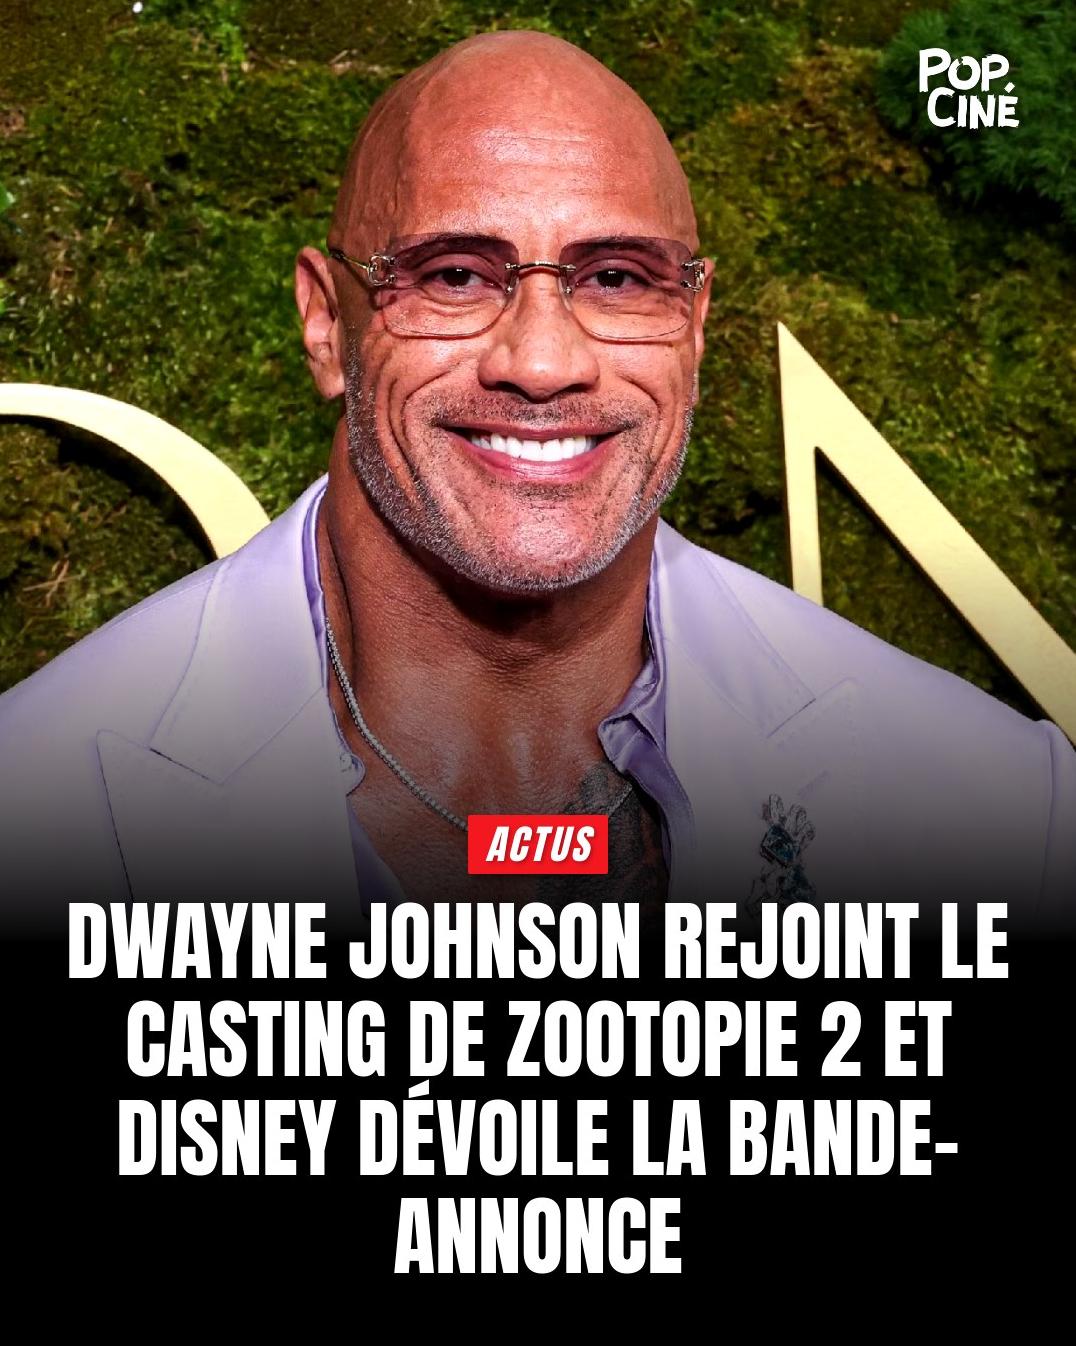 POP.
CINÉ
ACTUS
DWAYNE JOHNSON REJOINT LE
CASTING DE ZOOTOPIE 2 ET
DISNEY DÉVOILE LA BANDE-
ANNONCE